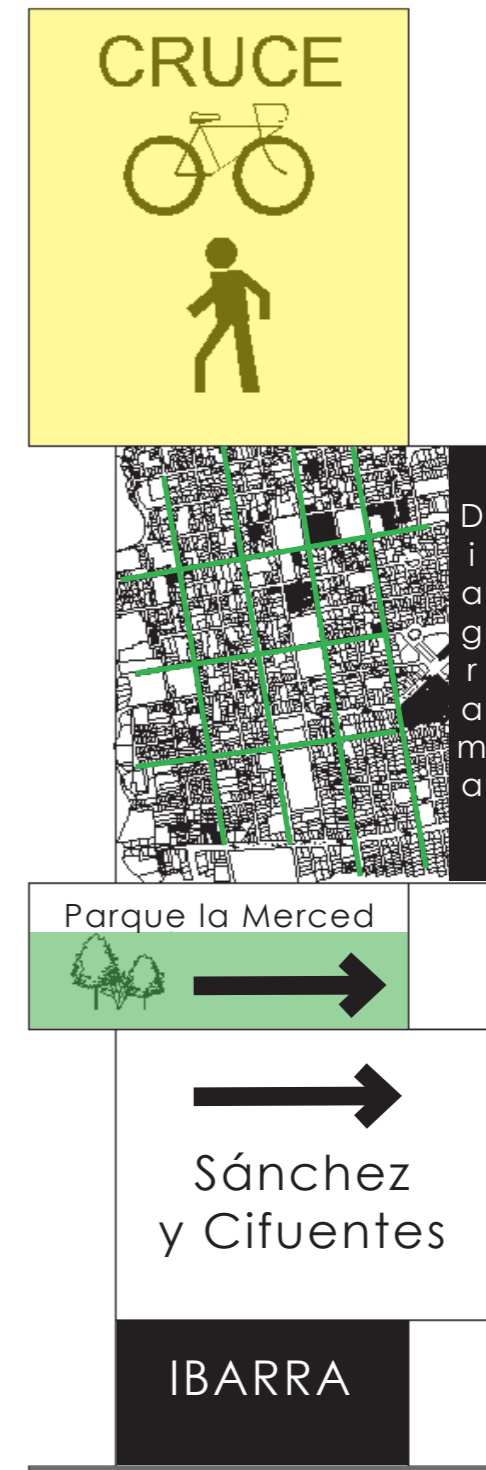 CRUCE
Diagrama
Parque la Merced
Sánchez
y Cifuentes
IBARRA